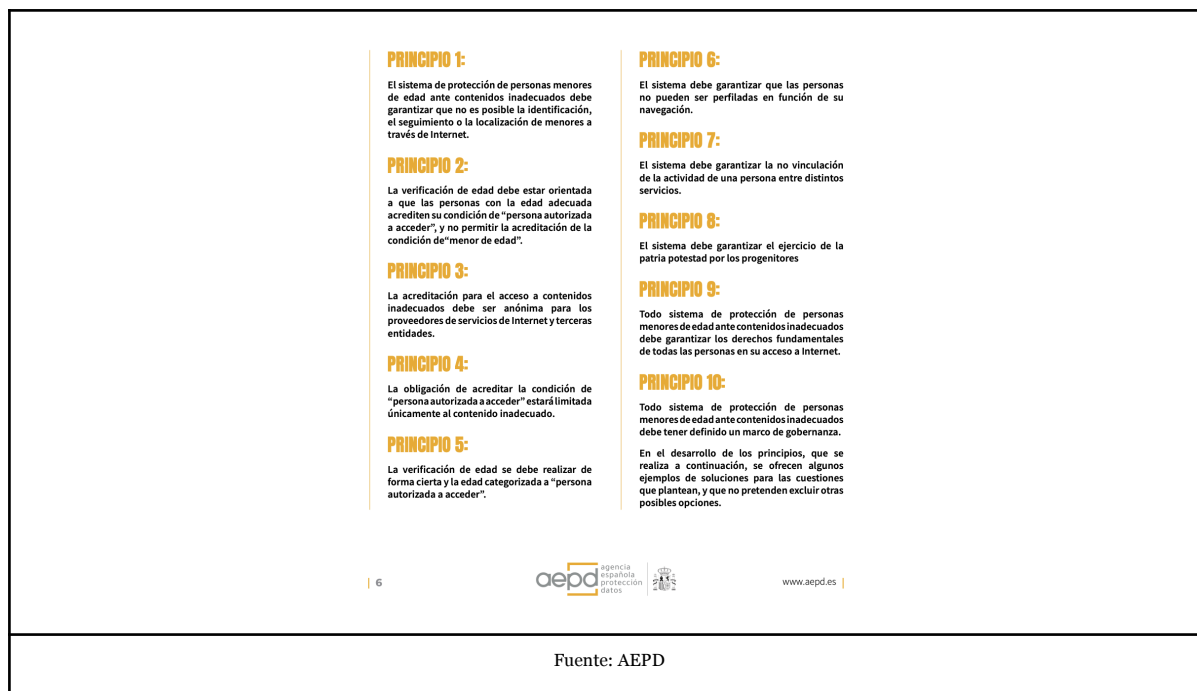 PRINCIPIO 1:
El sistema de protección de personas menores
de edad ante contenidos inadecuados debe
garantizar que no es posible la identificación,
el seguimiento o la localización de menores a
través de Internet.
PRINCIPIO 2:
La verificación de edad debe estar orientada
a que las personas con la edad adecuada
acrediten su condición de “persona autorizada
a acceder”, y no permitir la acreditación de la
condición de“menor de edad”.
PRINCIPIO 3:
La acreditación para el acceso a contenidos
inadecuados debe ser anónima para los
proveedores de servicios de Internet y terceras
entidades.
PRINCIPIO 4:
La obligación de acreditar la condición de
“persona autorizada a acceder” estará limitada
únicamente al contenido inadecuado.
PRINCIPIO 5:
La verificación de edad se debe realizar de
forma cierta y la edad categorizada a “persona
autorizada a acceder”.
PRINCIPIO 6:
El sistema debe garantizar que las personas
no pueden ser perfiladas en función de su
navegación.
PRINCIPIO 7:
El sistema debe garantizar la no vinculación
de la actividad de una persona entre distintos
servicios.
PRINCIPIO 8:
El sistema debe garantizar el ejercicio de la
patria potestad por los progenitores
PRINCIPIO 9:
Todo sistema de protección de personas
menores de edad ante contenidos inadecuados
debe garantizar los derechos fundamentales
de todas las personas en su acceso a Internet.
PRINCIPIO 10:
Todo sistema de protección de personas
menores de edad ante contenidos inadecuados
debe tener definido un marco de gobernanza.
En el desarrollo de los principios, que se
realiza a continuación, se ofrecen algunos
ejemplos de soluciones para las cuestiones
que plantean, y que no pretenden excluir otras
posibles opciones.
6
aepd
agencia
española
protección
datos
www.aepd.es
Fuente: AEPD